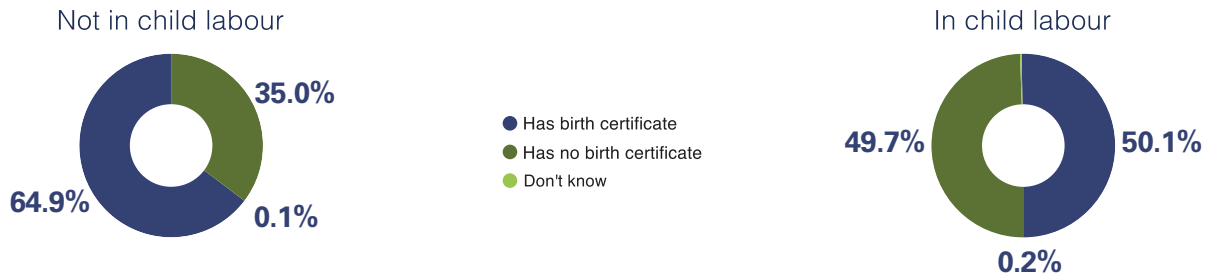 Not in child labour
35.0%
64.9%
0.1%
Has birth certificate
Has no birth certificate
Don't know
In child labour
49.7%
50.1%
0.2%